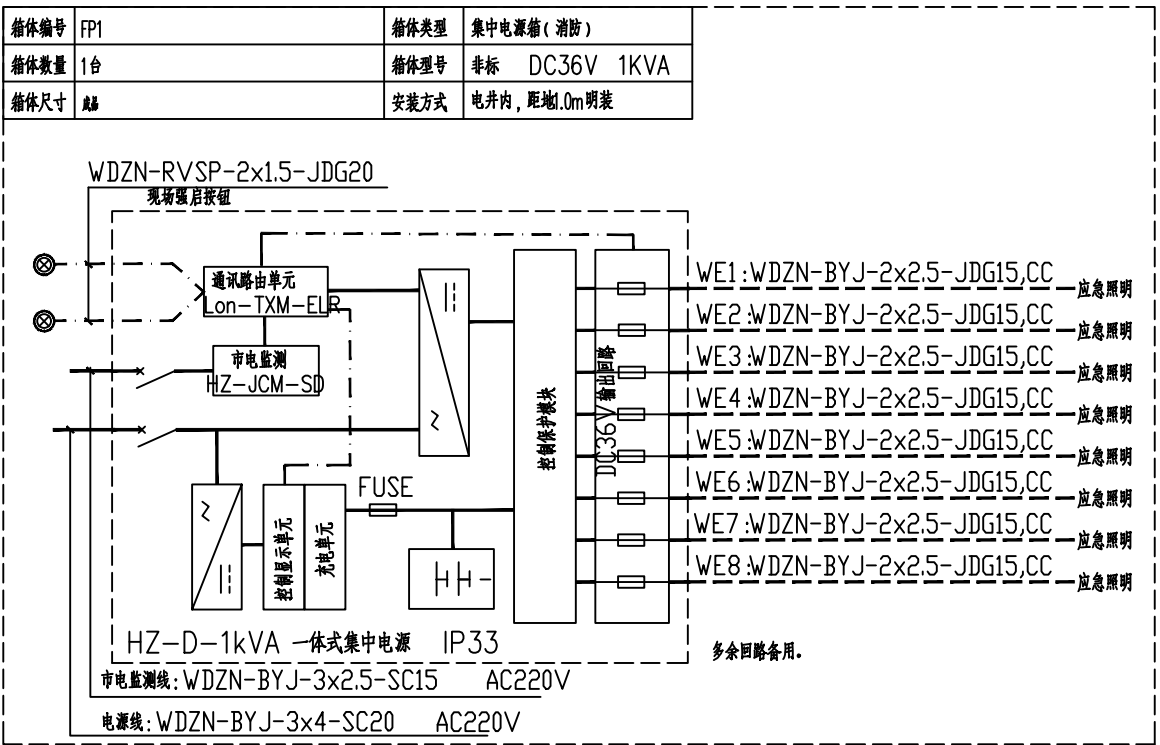 箱体编号 FP1 箱体类型 集中电源箱(消防)
箱体数量 1台 箱体型号 非标 DC36V 1KVA
箱体尺寸 成品 安装方式 电井内,距地1.0m明装
WDZN-RVSP-2x1.5-JDG20
现场强启按钮
通讯路由单元
Lon-TXM-ELR
市电监测
HZ-JCM-SD
FUSE
控制显示单元
充电单元
控制保护模块
DC36V输出回路
WE1:WDZN-BYJ-2x2.5-JDG15,CC 应急照明
WE2:WDZN-BYJ-2x2.5-JDG15,CC 应急照明
WE3:WDZN-BYJ-2x2.5-JDG15,CC 应急照明
WE4:WDZN-BYJ-2x2.5-JDG15,CC 应急照明
WE5:WDZN-BYJ-2x2.5-JDG15,CC 应急照明
WE6:WDZN-BYJ-2x2.5-JDG15,CC 应急照明
WE7:WDZN-BYJ-2x2.5-JDG15,CC 应急照明
WE8:WDZN-BYJ-2x2.5-JDG15,CC 应急照明
HZ-D-1kVA 一体式集中电源 IP33
多余回路备用。
市电监测线:WDZN-BYJ-3x2.5-SC15 AC220V
电源线:WDZN-BYJ-3x4-SC20 AC220V